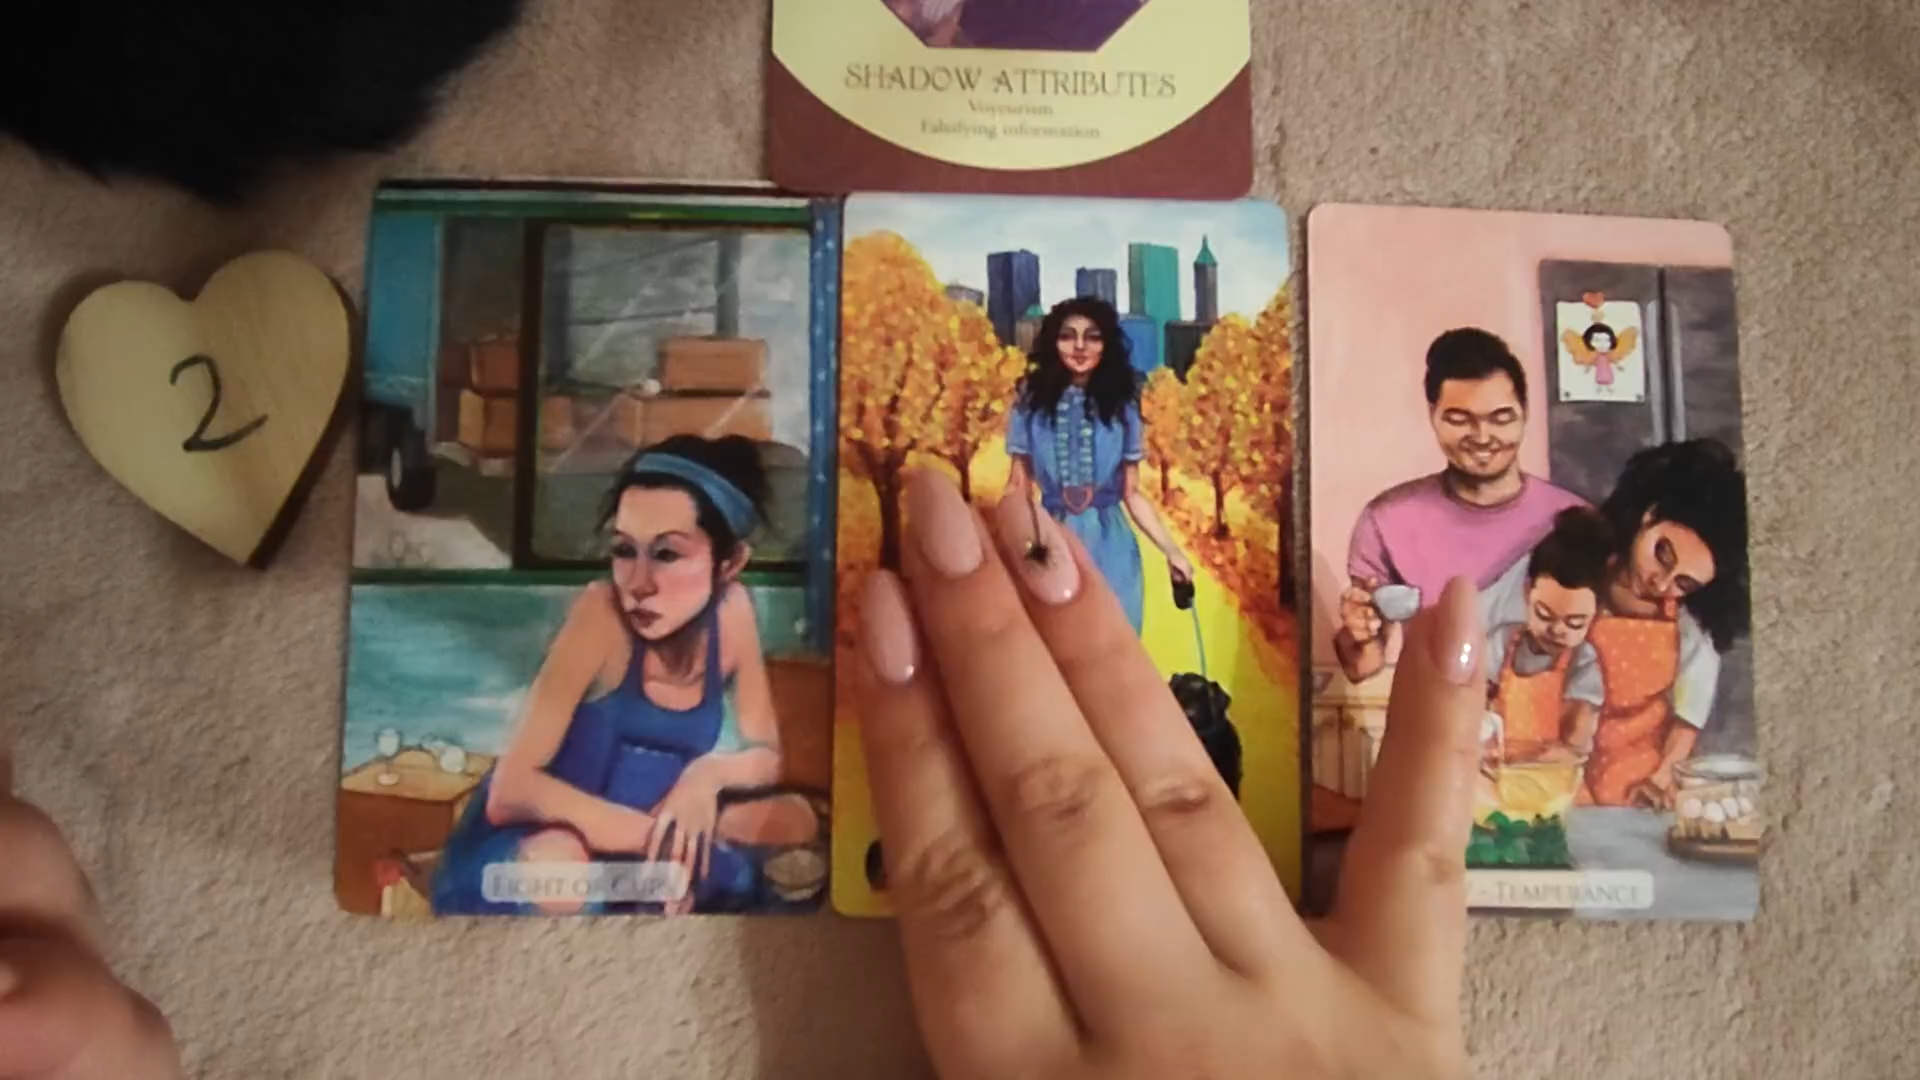 SHADOW ATTRIBUTES
Voyeurism
Falsifying information
2
EIGHT OF CUPS
- TEMPERANCE